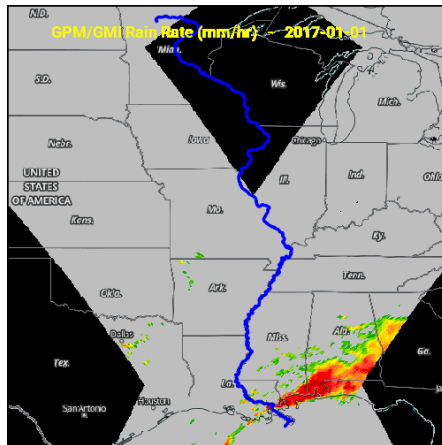 N.D.
GPM/GMI Rain Rate (mm/hr) - 2017-01-01
Minn.
S.D.
Wis.
Mich.
Iowa
Chicago
Nebr.
UNITED
STATES
OF AMERICA
Ill.
Ind.
Ohio
Kans.
Mo.
Ky.
Okla.
Ark.
Tenn.
Dallas
Miss.
Ala.
Ga.
Tex.
La.
San Antonio
Houston